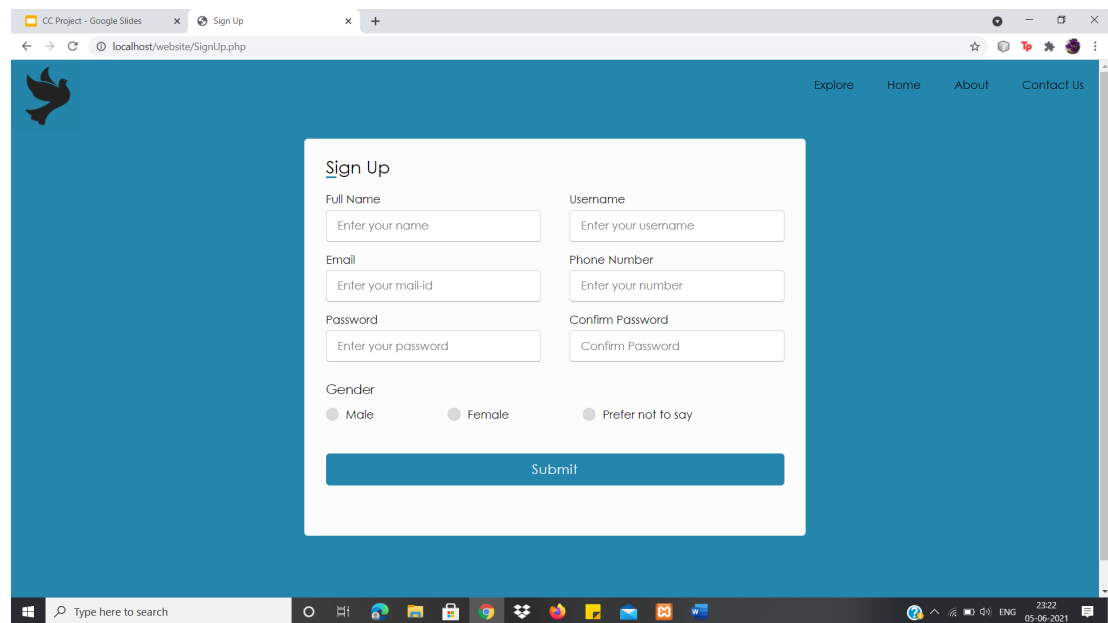 CC Project - Google Slides
Sign Up
localhost/website/SignUp.php
Tp
Explore Home About Contact Us
Sign Up
Full Name Username
Enter your name Enter your username
Email Phone Number
Enter your mail-id Enter your number
Password Confirm Password
Enter your password Confirm Password
Gender
Male Female Prefer not to say
Submit
Type here to search
ENG
23:22
05-06-2021